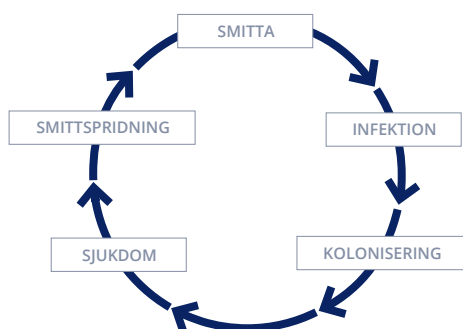 SMITTA
INFEKTION
KOLONISERING
SJUKDOM
SMITTSPRIDNING